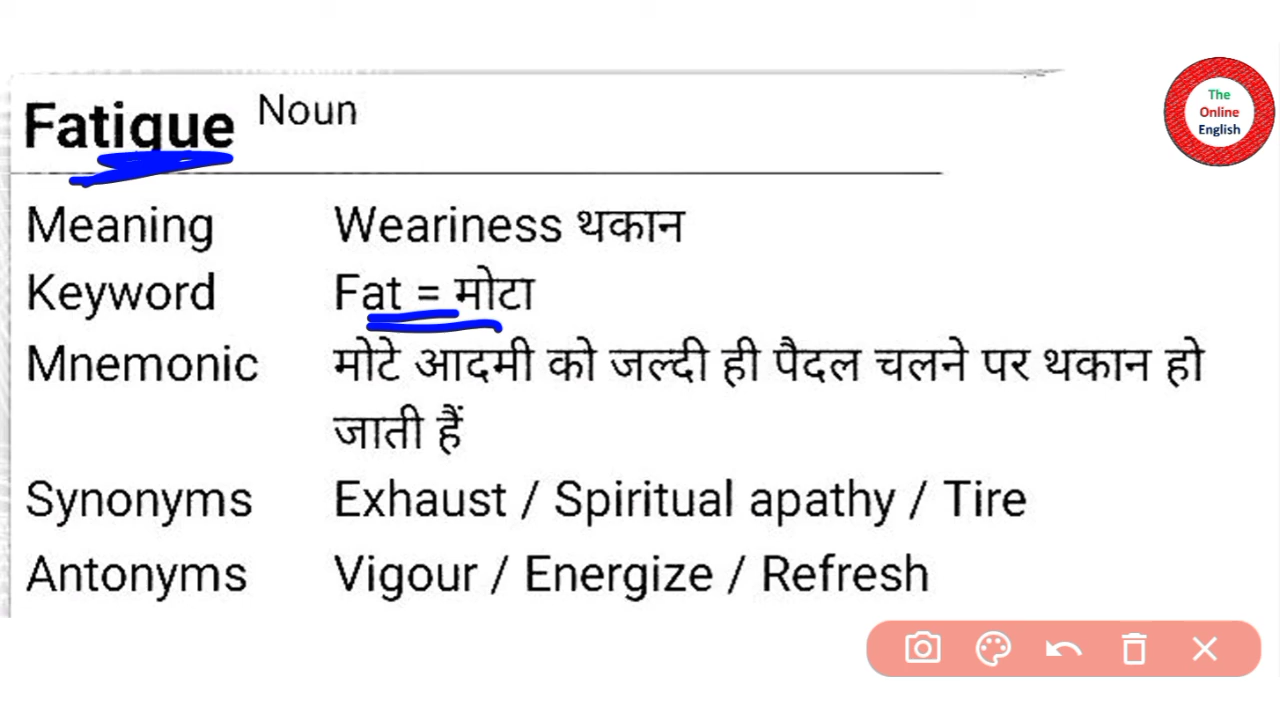 Fatigue Noun
The
Online
English
Meaning Weariness थकान
Keyword Fat = मोटा
Mnemonic मोटे आदमी को जल्दी ही पैदल चलने पर थकान हो
जाती हैं
Synonyms Exhaust / Spiritual apathy / Tire
Antonyms Vigour / Energize / Refresh